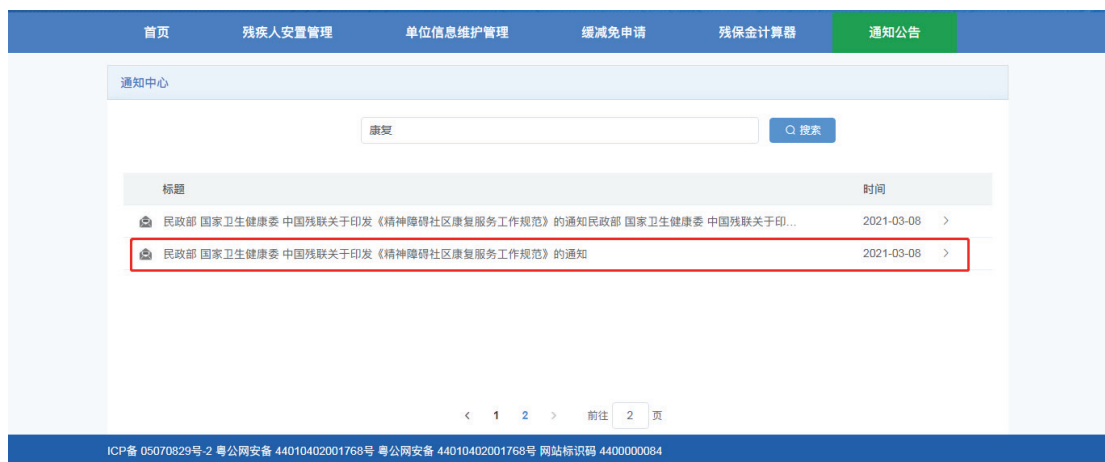 首页 残疾人安置管理 单位信息维护管理 缓减免申请 残保金计算器 通知公告
通知中心
康复 搜索
标题 时间
民政部 国家卫生健康委 中国残联关于印发《精神障碍社区康复服务工作规范》的通知民政部 国家卫生健康委 中国残联关于印... 2021-03-08 >
民政部 国家卫生健康委 中国残联关于印发《精神障碍社区康复服务工作规范》的通知 2021-03-08 >
< 1 2 > 前往 2 页
ICP备 05070829号-2 粤公网安备 44010402001768号 粤公网安备 44010402001768号 网站标识码 4400000084